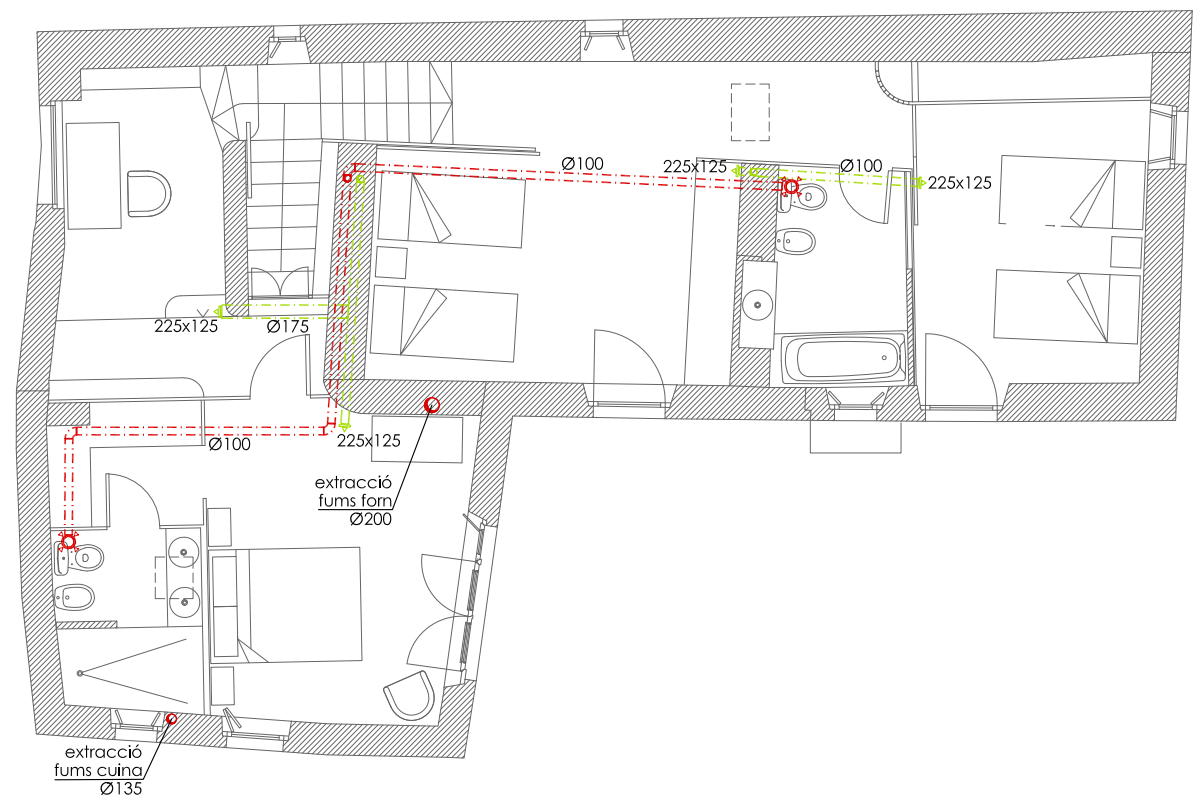 Ø100
225x125
Ø100
225x125
225x125
Ø175
Ø100
225x125
extracció
fums forn
Ø200
extracció
fums cuina
Ø135